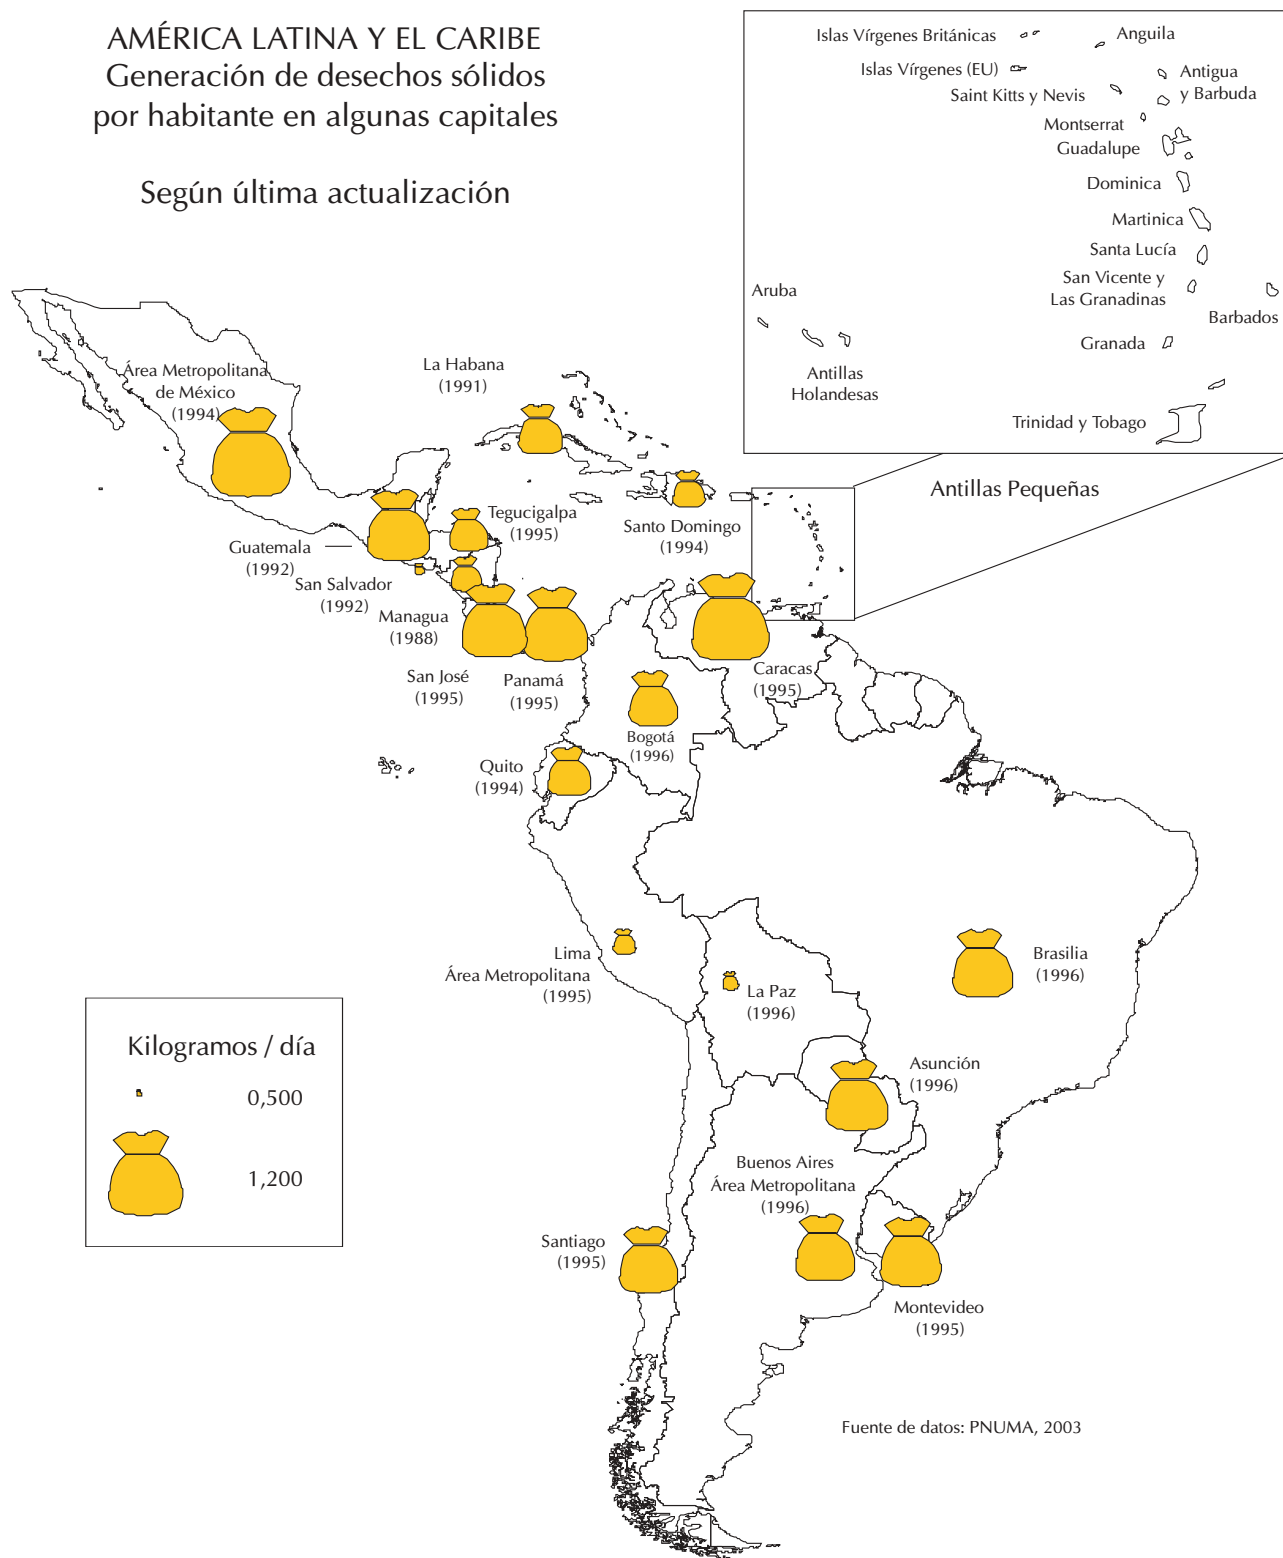 AMÉRICA LATINA Y EL CARIBE
Generación de desechos sólidos
por habitante en algunas capitales
Según última actualización
Islas Vírgenes Británicas
Anguila
Islas Vírgenes (EU)
Antigua
y Barbuda
Saint Kitts y Nevis
Montserrat
Guadalupe
Dominica
Martinica
Santa Lucía
San Vicente y
Las Granadinas
Barbados
Aruba
Granada
Antillas
Holandesas
Trinidad y Tobago
Antillas Pequeñas
Área Metropolitana
de México
(1994)
La Habana
(1991)
Tegucigalpa
(1995)
Santo Domingo
(1994)
Guatemala
(1992)
San Salvador
(1992)
Managua
(1988)
San José
(1995)
Panamá
(1995)
Caracas
(1995)
Bogotá
(1996)
Quito
(1994)
Lima
Área Metropolitana
(1995)
La Paz
(1996)
Brasilia
(1996)
Asunción
(1996)
Buenos Aires
Área Metropolitana
(1996)
Santiago
(1995)
Montevideo
(1995)
Kilogramos / día
0,500
1,200
Fuente de datos: PNUMA, 2003